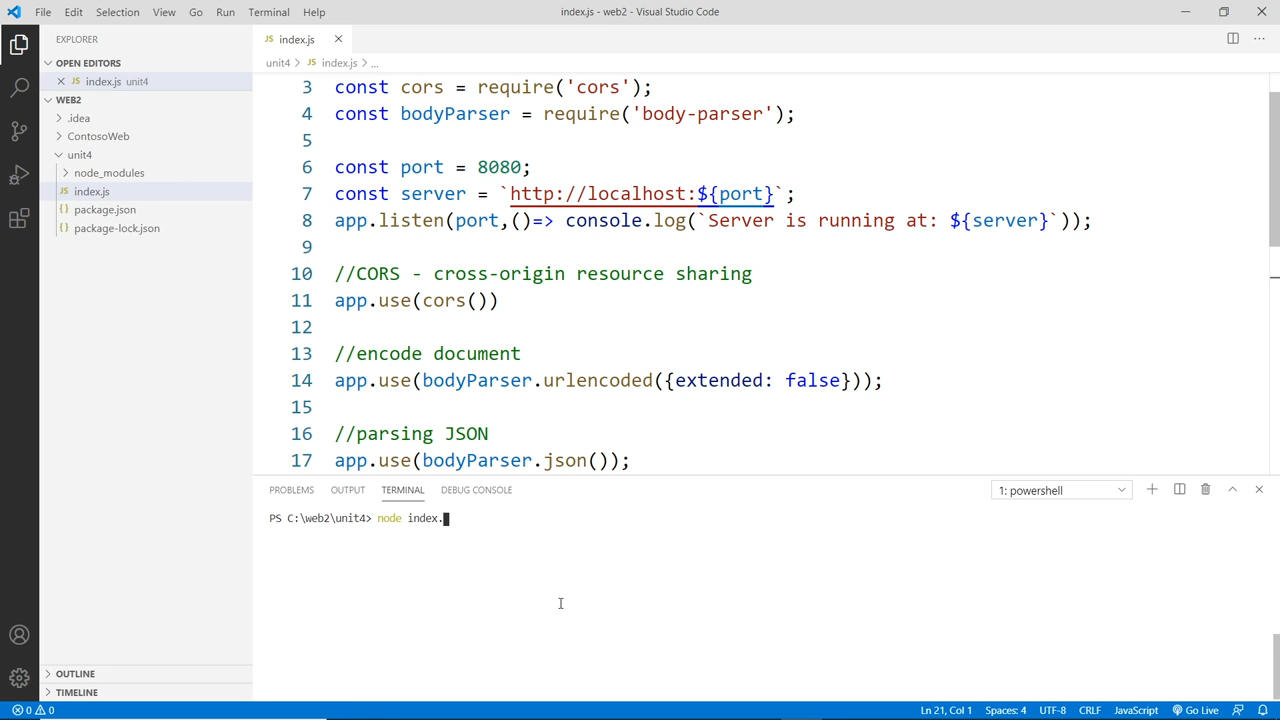 File Edit Selection View Go Run Terminal Help index.js - web2 - Visual Studio Code
EXPLORER
OPEN EDITORS
JS index.js unit4
WEB2
.idea
ContosoWeb
unit4
node_modules
JS index.js
{} package.json
{} package-lock.json
OUTLINE
TIMELINE
JS index.js
unit4 > JS index.js > ...
3 const cors = require('cors');
4 const bodyParser = require('body-parser');
5
6 const port = 8080;
7 const server = `http://localhost:${port}`;
8 app.listen(port,()=> console.log(`Server is running at: ${server}`));
9
10 //CORS - cross-origin resource sharing
11 app.use(cors())
12
13 //encode document
14 app.use(bodyParser.urlencoded({extended: false}));
15
16 //parsing JSON
17 app.use(bodyParser.json());
PROBLEMS OUTPUT TERMINAL DEBUG CONSOLE 1: powershell
PS C:\web2\unit4> node index.
0 0 Ln 21, Col 1 Spaces: 4 UTF-8 CRLF JavaScript Go Live